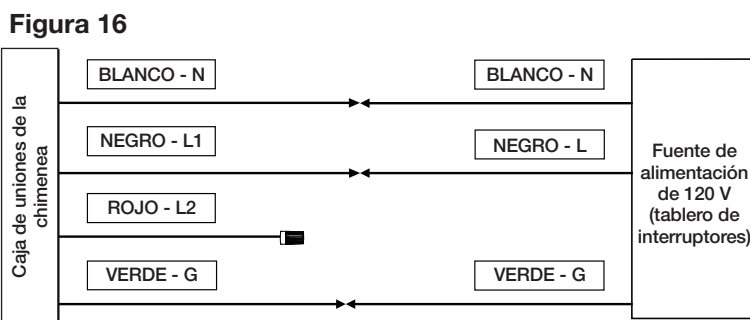 Figura 16
BLANCO - N
BLANCO - N
NEGRO - L1
NEGRO - L
ROJO - L2
VERDE - G
VERDE - G
Caja de uniones de la
chimenea
Fuente de
alimentación
de 120 V
(tablero de
interruptores)